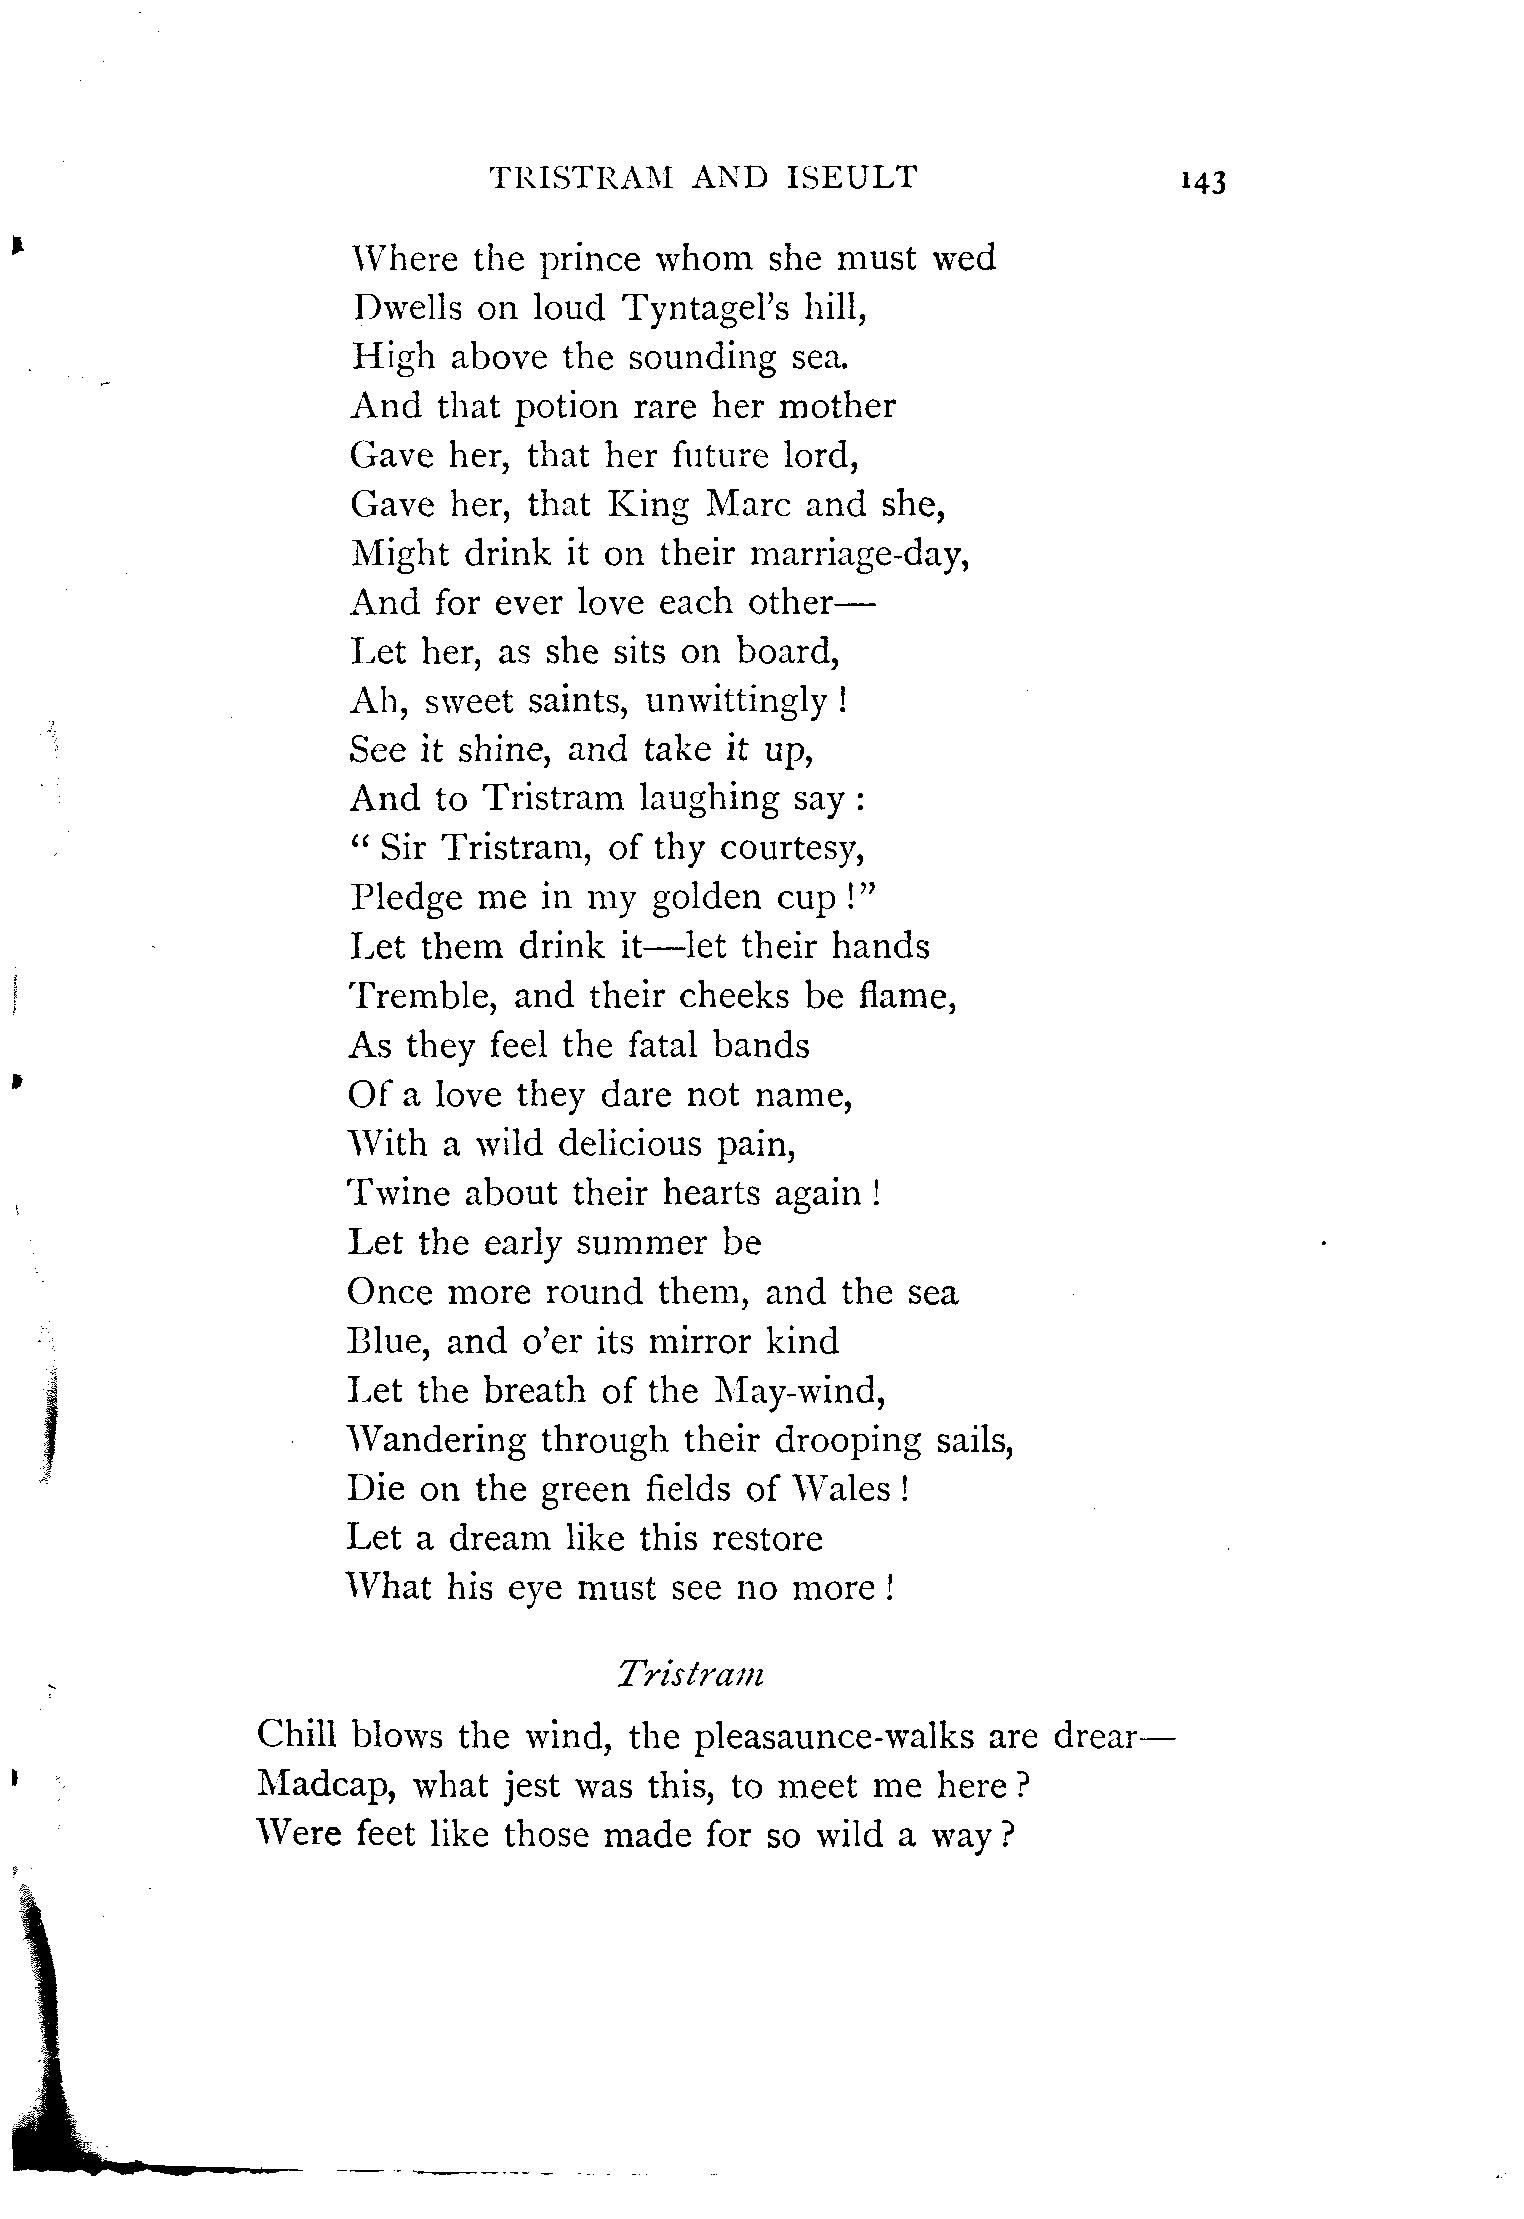 TRISTRAM AND ISEULT 143
Where the prince whom she must wed
Dwells on loud Tyntagel's hill,
High above the sounding sea.
And that potion rare her mother
Gave her, that her future lord,
Gave her, that King Marc and she,
Might drink it on their marriage-day,
And for ever love each other—
Let her, as she sits on board,
Ah, sweet saints, unwittingly !
See it shine, and take it up,
And to Tristram laughing say :
“ Sir Tristram, of thy courtesy,
Pledge me in my golden cup !”
Let them drink it—let their hands
Tremble, and their cheeks be flame,
As they feel the fatal bands
Of a love they dare not name,
With a wild delicious pain,
Twine about their hearts again !
Let the early summer be
Once more round them, and the sea
Blue, and o’er its mirror kind
Let the breath of the May-wind,
Wandering through their drooping sails,
Die on the green fields of Wales !
Let a dream like this restore
What his eye must see no more !
Tristram
Chill blows the wind, the pleasaunce-walks are drear—
Madcap, what jest was this, to meet me here ?
Were feet like those made for so wild a way ?